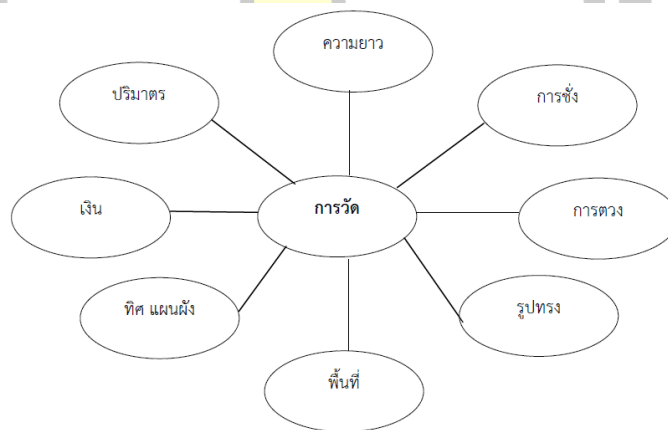 ความยาว
ปริมาตร
การชั่ง
เงิน
การวัด
การตวง
ทิศ แผนผัง
รูปทรง
พื้นที่